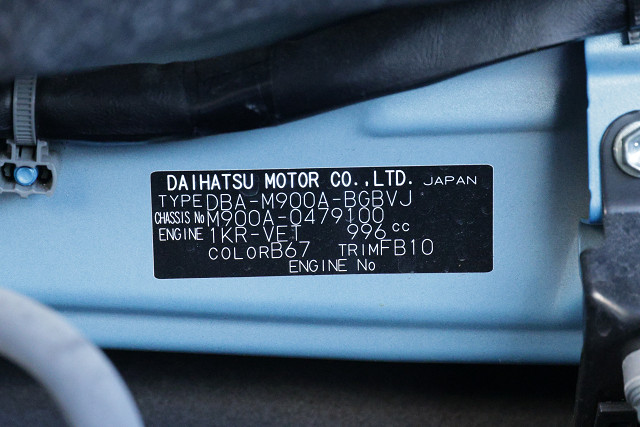 DAIHATSU MOTOR CO.,LTD. JAPAN
TYPE DBA-M900A-BGBVJ
CHASSIS No M900A-0479100
ENGINE 1KR-VET 996cc
COLOR B67 TRIM FB10
ENGINE No